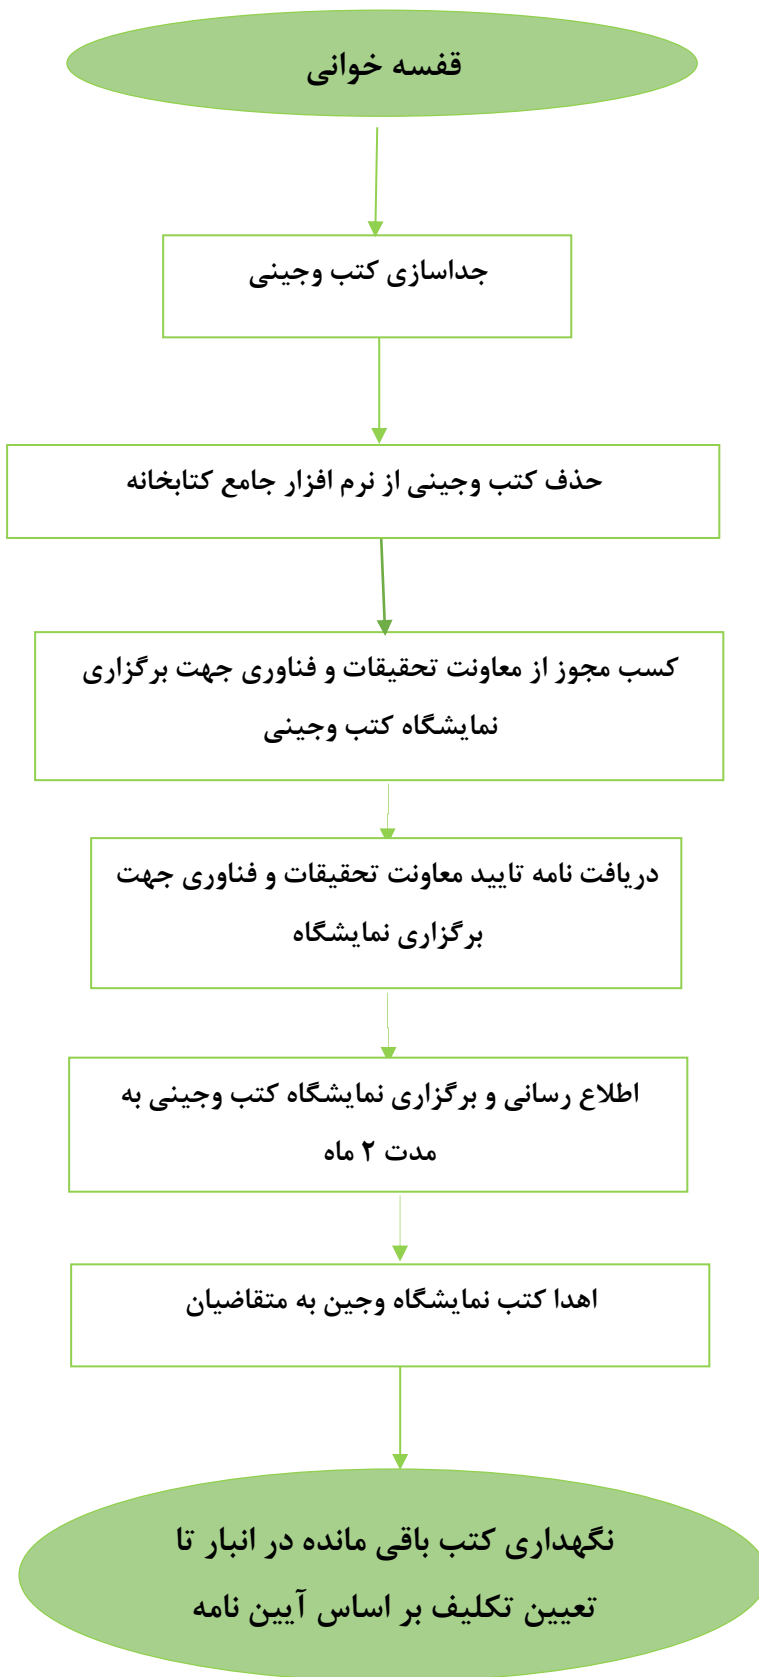 قفسه خوانی
جداسازی کتب وجینی
حذف کتب وجینی از نرم افزار جامع کتابخانه
کسب مجوز از معاونت تحقیقات و فناوری جهت برگزاری
نمایشگاه کتب وجینی
دریافت نامه تایید معاونت تحقیقات و فناوری جهت
برگزاری نمایشگاه
اطلاع رسانی و برگزاری نمایشگاه کتب وجینی به
مدت ۲ ماه
اهدا کتب نمایشگاه وجین به متقاضیان
نگهداری کتب باقی مانده در انبار تا
تعیین تکلیف بر اساس آیین نامه